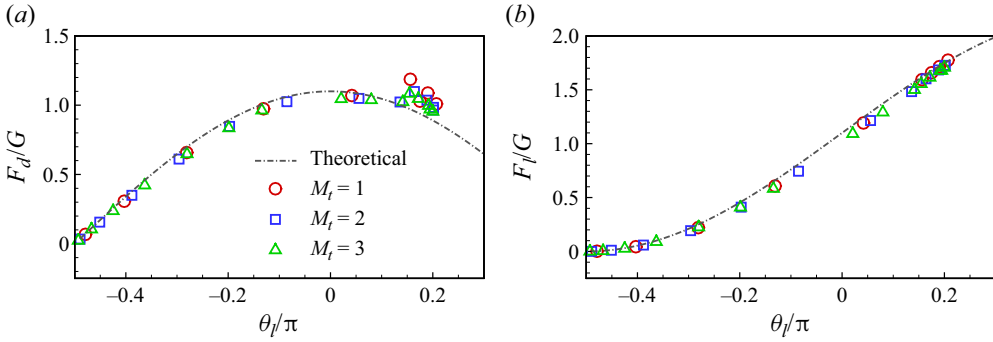 (a)
1.5
1.0
0.5
0
F_d/G
Theoretical
M_t = 1
M_t = 2
M_t = 3
−0.4
−0.2
0
0.2
θ_l/π
(b)
2.0
1.5
1.0
0.5
0
F_l/G
−0.4
−0.2
0
0.2
θ_l/π